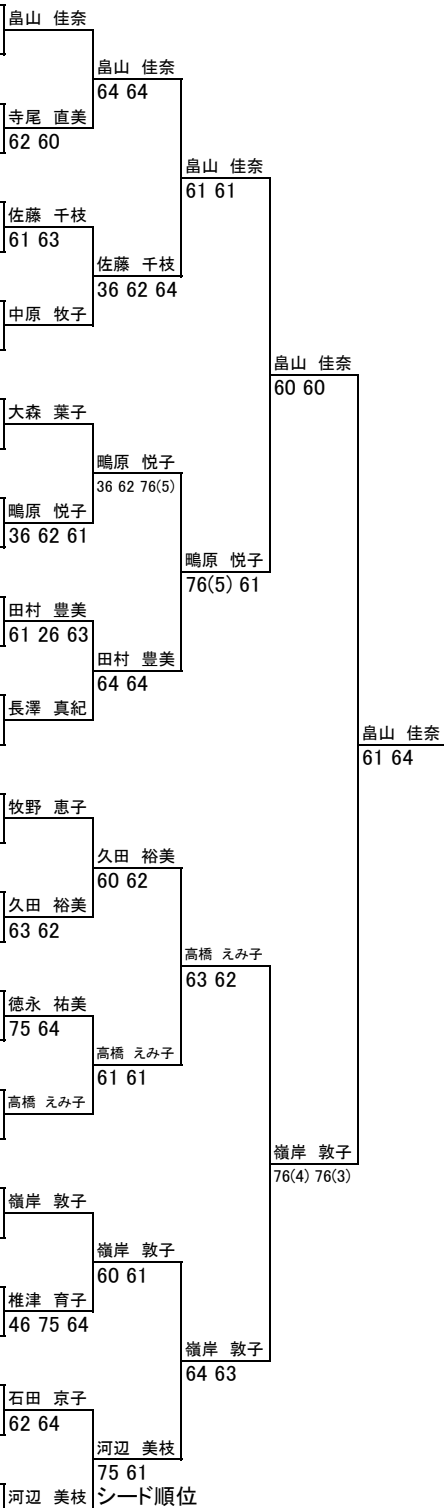 畠山 佳奈
畠山 佳奈
64 64
寺尾 直美
62 60
畠山 佳奈
61 61
佐藤 千枝
61 63
佐藤 千枝
36 62 64
中原 牧子
畠山 佳奈
60 60
大森 葉子
鴫原 悦子
36 62 76(5)
鴫原 悦子
36 62 61
鴫原 悦子
76(5) 61
田村 豊美
61 26 63
田村 豊美
64 64
長澤 真紀
畠山 佳奈
61 64
牧野 恵子
久田 裕美
60 62
久田 裕美
63 62
高橋 えみ子
63 62
徳永 祐美
75 64
高橋 えみ子
61 61
高橋 えみ子
嶺岸 敦子
76(4) 76(3)
嶺岸 敦子
嶺岸 敦子
60 61
椎津 育子
46 75 64
嶺岸 敦子
64 63
石田 京子
62 64
河辺 美枝
75 61
河辺 美枝
シード順位